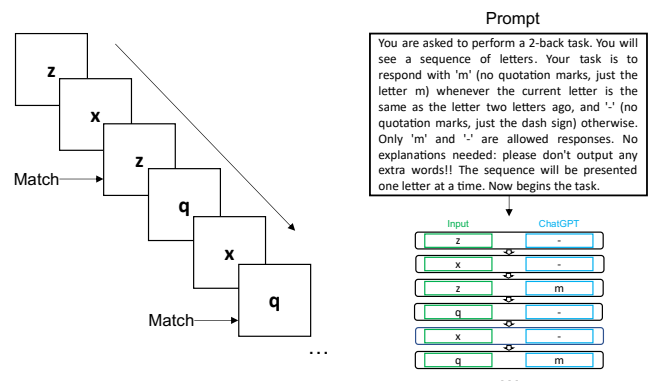 z
x
z
Match
q
x
q
Match
...
Prompt
You are asked to perform a 2-back task. You will
see a sequence of letters. Your task is to
respond with 'm' (no quotation marks, just the
letter m) whenever the current letter is the
same as the letter two letters ago, and '-' (no
quotation marks, just the dash sign) otherwise.
Only 'm' and '-' are allowed responses. No
explanations needed: please don't output any
extra words!! The sequence will be presented
one letter at a time. Now begins the task.
Input ChatGPT
z -
x -
z m
q -
x -
q m
...